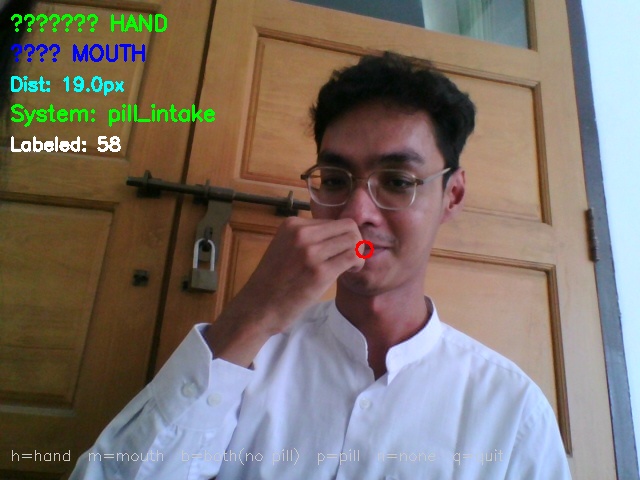 ??????? HAND
???? MOUTH
Dist: 19.0px
System: pill_intake
Labeled: 58
h=hand m=mouth b=both(no pill) p=pill n=none q=quit